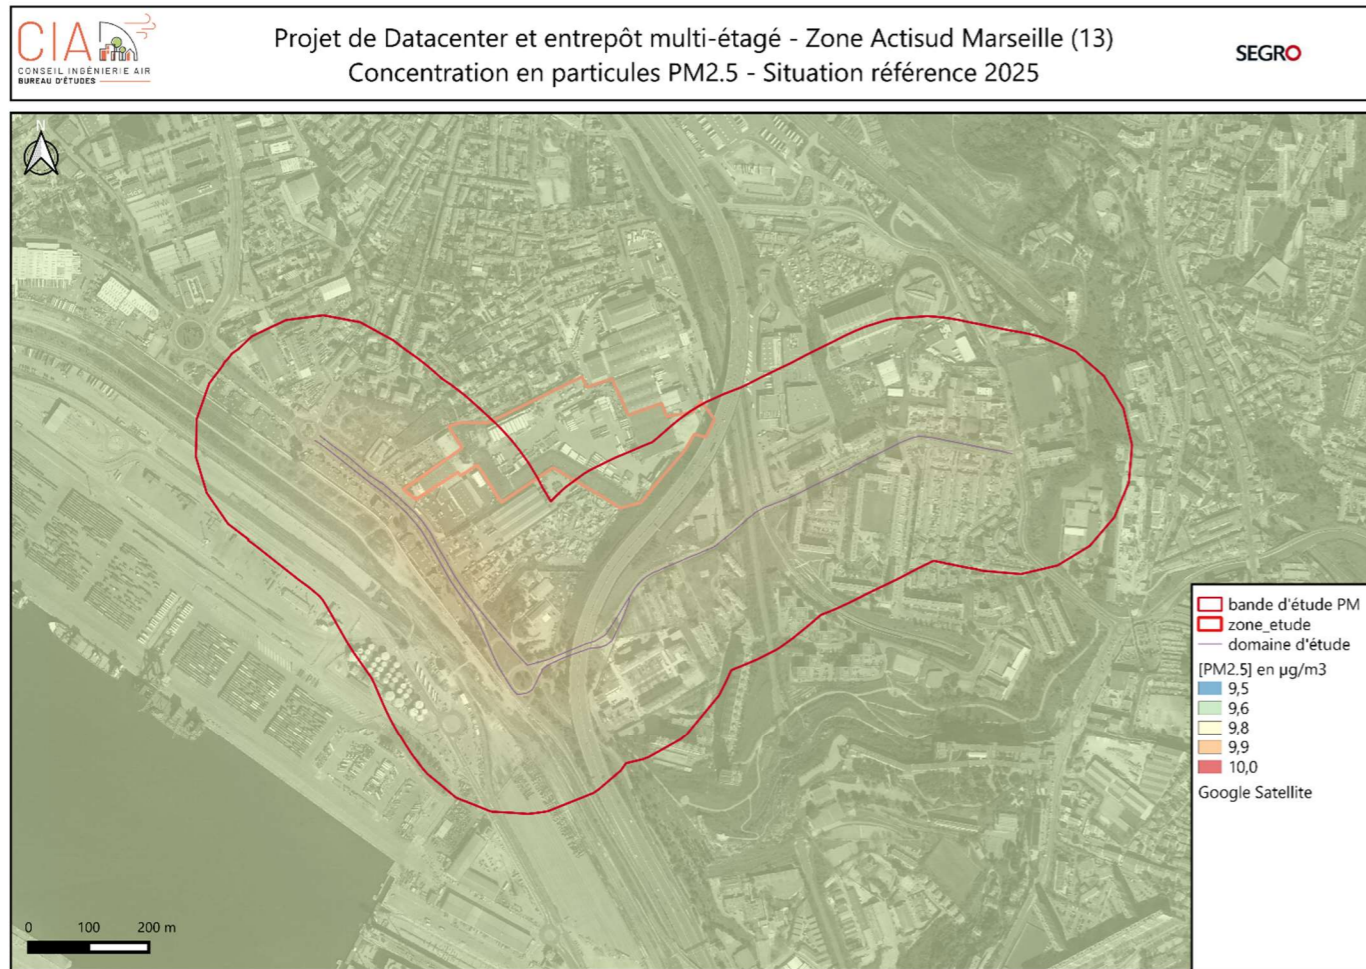 CIA
CONSEIL INGÉNIERIE AIR
BUREAU D'ÉTUDES
Projet de Datacenter et entrepôt multi-étagé - Zone Actisud Marseille (13)
Concentration en particules PM2.5 - Situation référence 2025
SEGRO
N
bande d'étude PM
zone_etude
domaine d'étude
[PM2.5] en µg/m3
9,5
9,6
9,8
9,9
10,0
Google Satellite
0 100 200 m